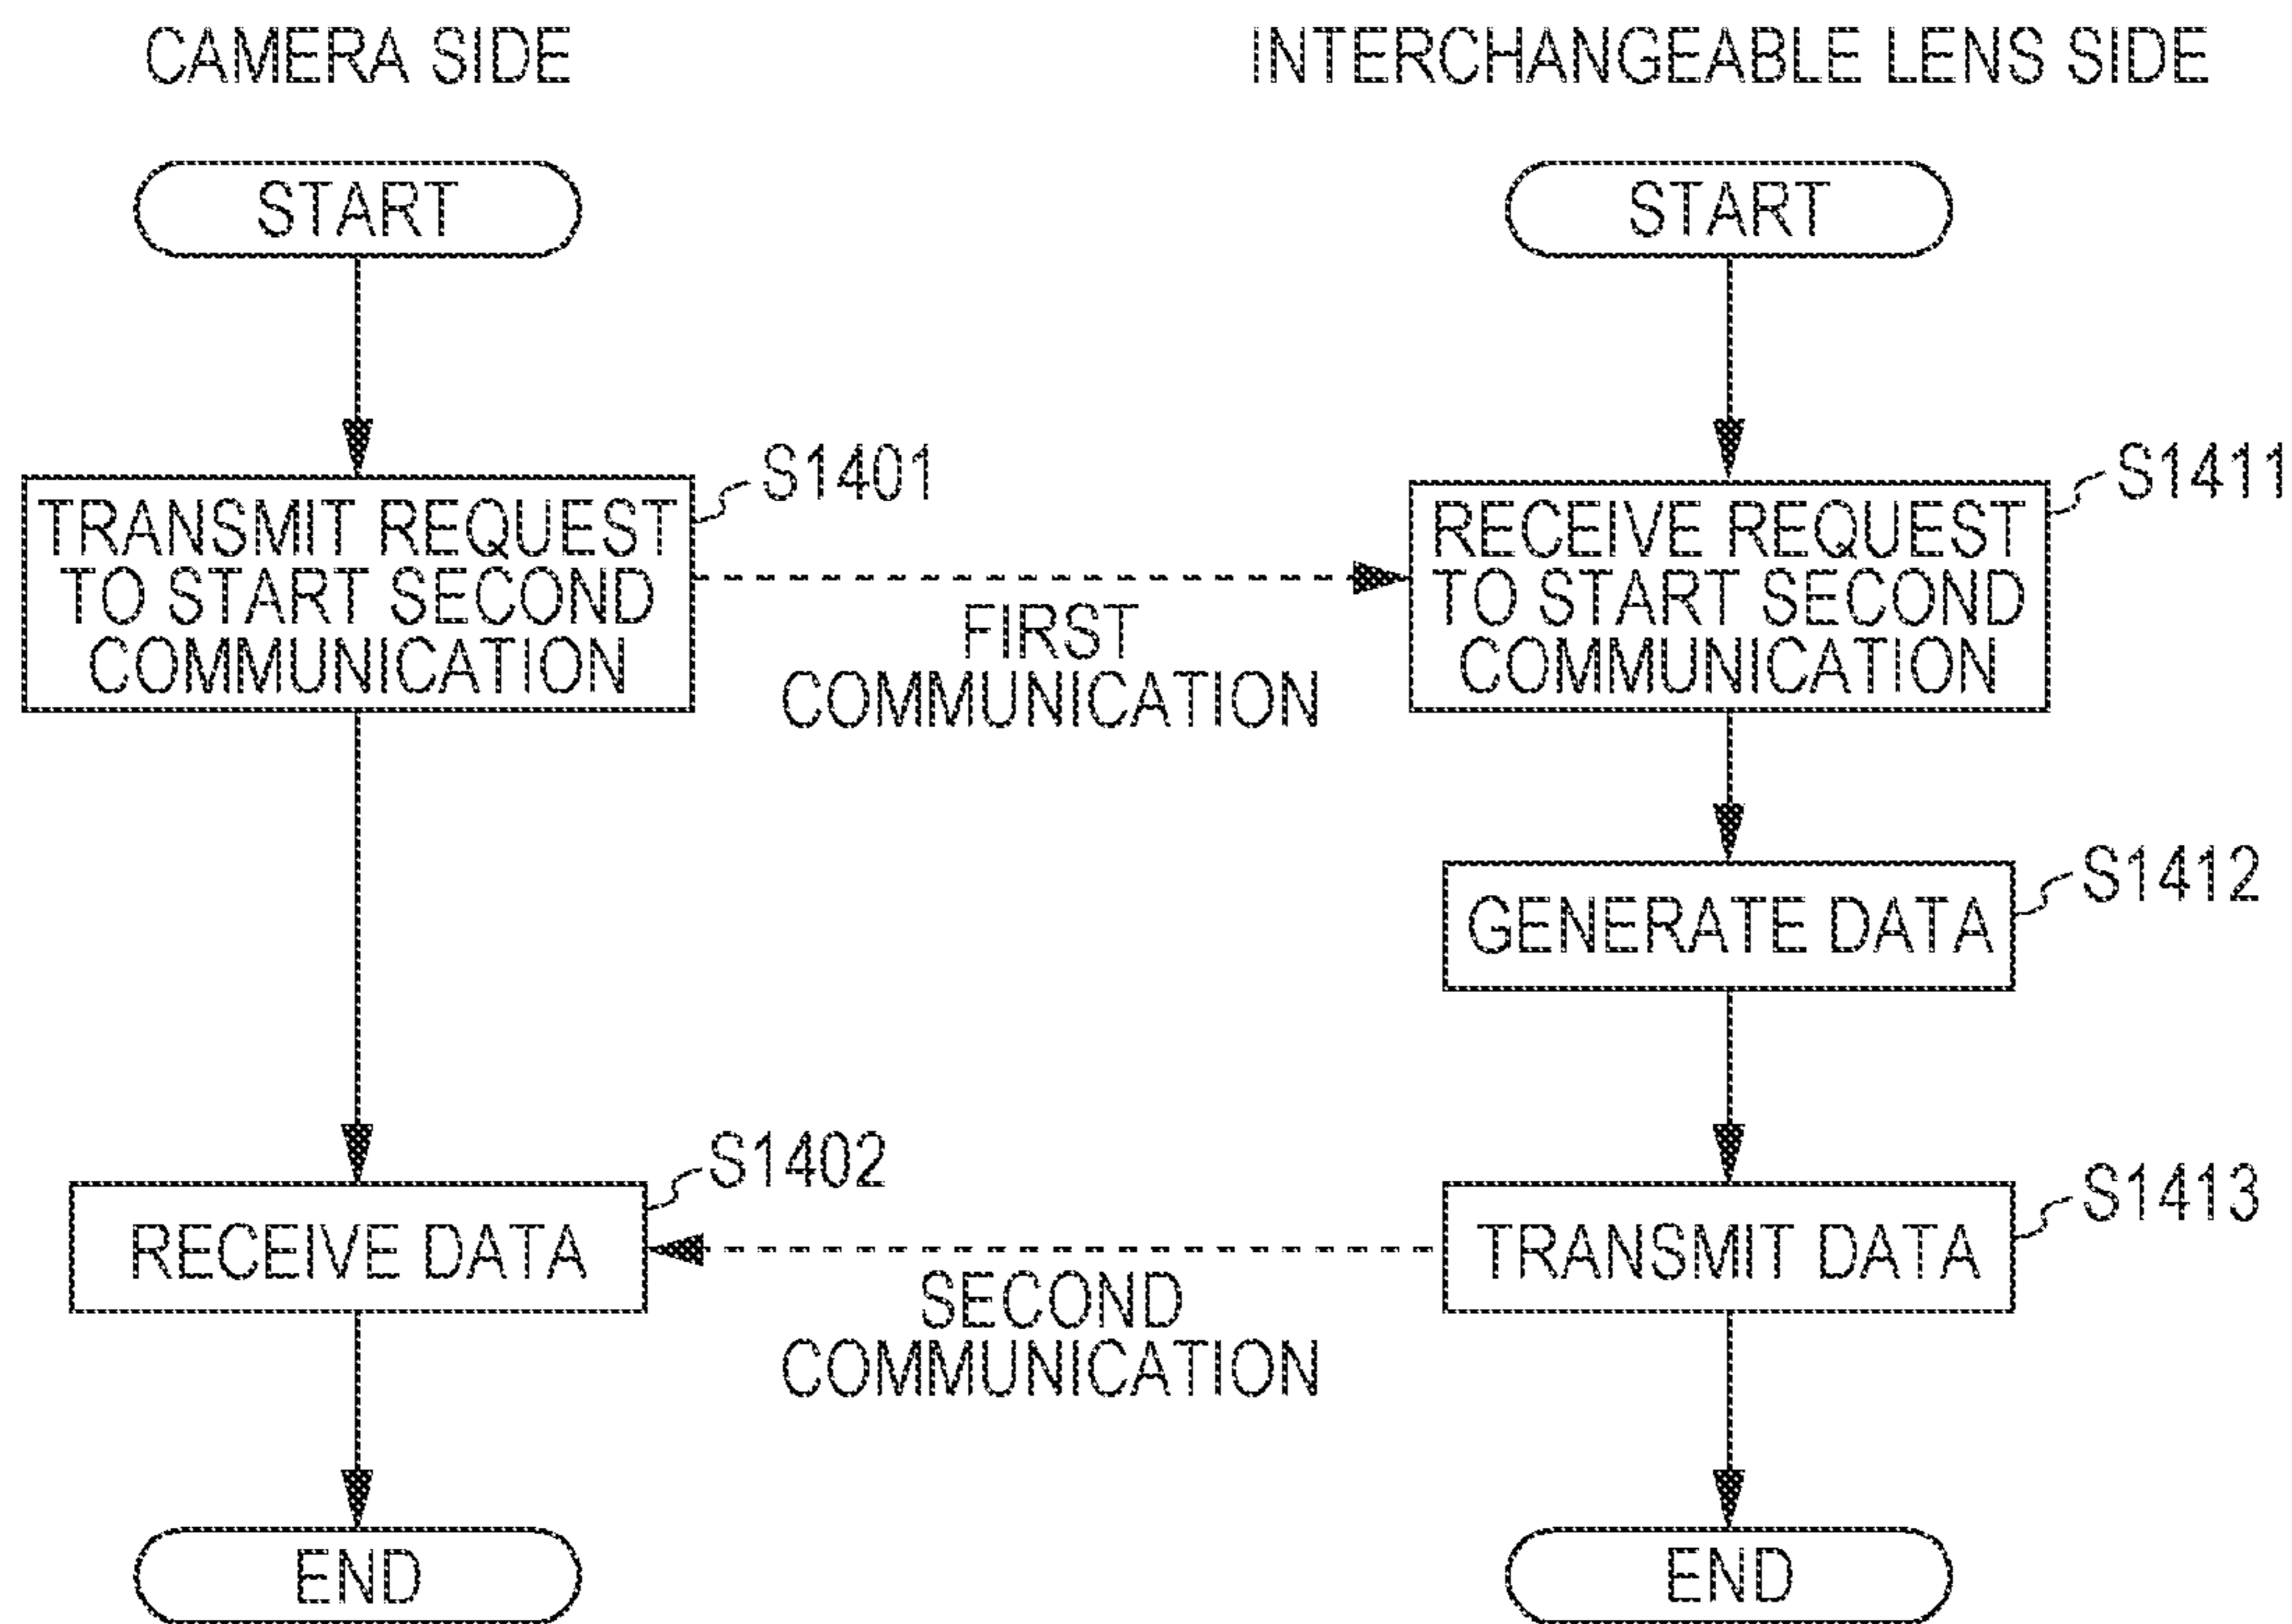 CAMERA SIDE
INTERCHANGEABLE LENS SIDE
START
START
S1401
S1411
TRANSMIT REQUEST
TO START SECOND
COMMUNICATION
RECEIVE REQUEST
TO START SECOND
COMMUNICATION
FIRST
COMMUNICATION
S1412
GENERATE DATA
S1402
S1413
RECEIVE DATA
TRANSMIT DATA
SECOND
COMMUNICATION
END
END